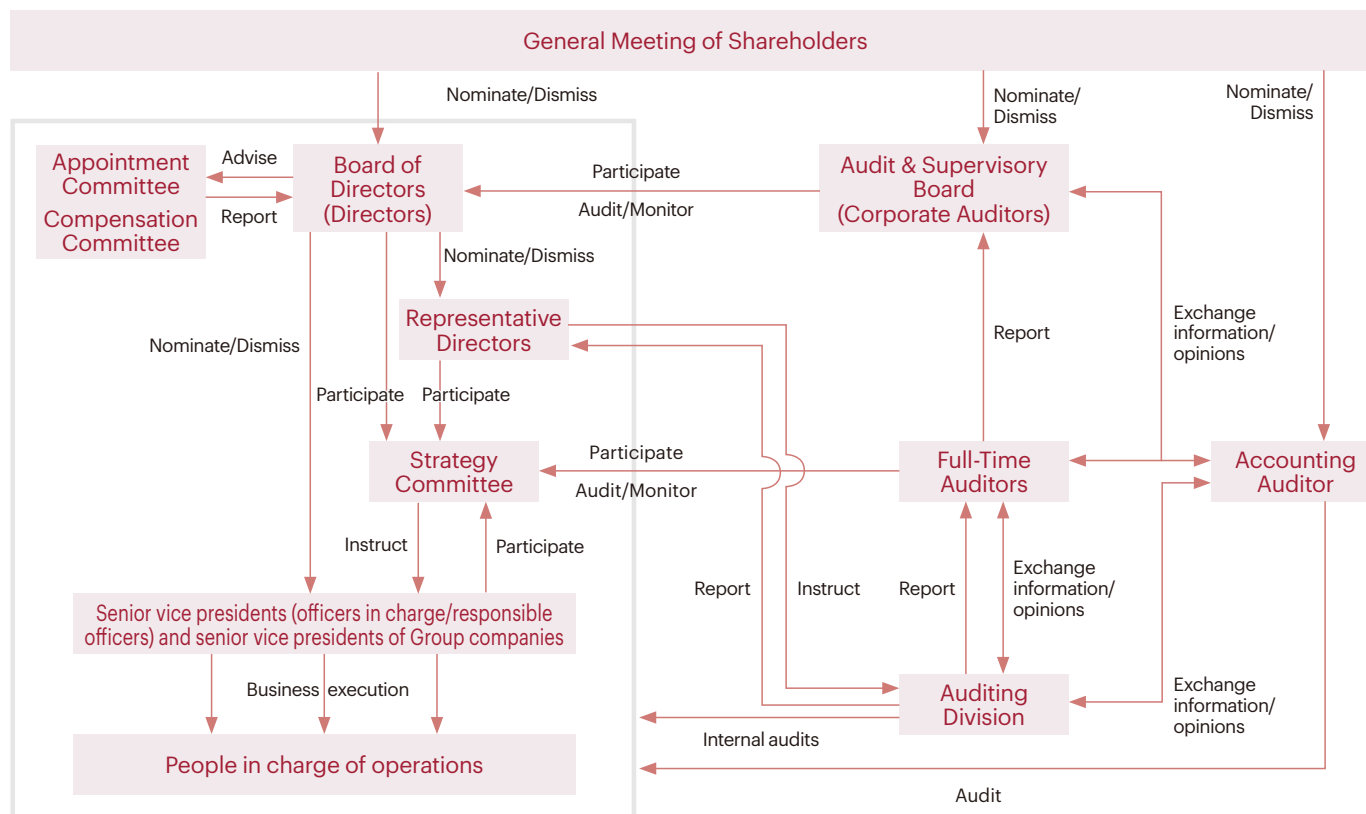 General Meeting of Shareholders
Nominate/Dismiss
Nominate/
Dismiss
Nominate/
Dismiss
Appointment
Committee
Compensation
Committee
Advise
Report
Board of
Directors
(Directors)
Participate
Audit/Monitor
Audit & Supervisory
Board
(Corporate Auditors)
Nominate/Dismiss
Representative
Directors
Nominate/Dismiss
Report
Exchange
information/
opinions
Participate
Participate
Strategy
Committee
Participate
Audit/Monitor
Full-Time
Auditors
Accounting
Auditor
Instruct
Participate
Report
Instruct
Report
Exchange
information/
opinions
Senior vice presidents (officers in charge/responsible
officers) and senior vice presidents of Group companies
Business execution
Auditing
Division
Exchange
information/
opinions
Internal audits
People in charge of operations
Audit